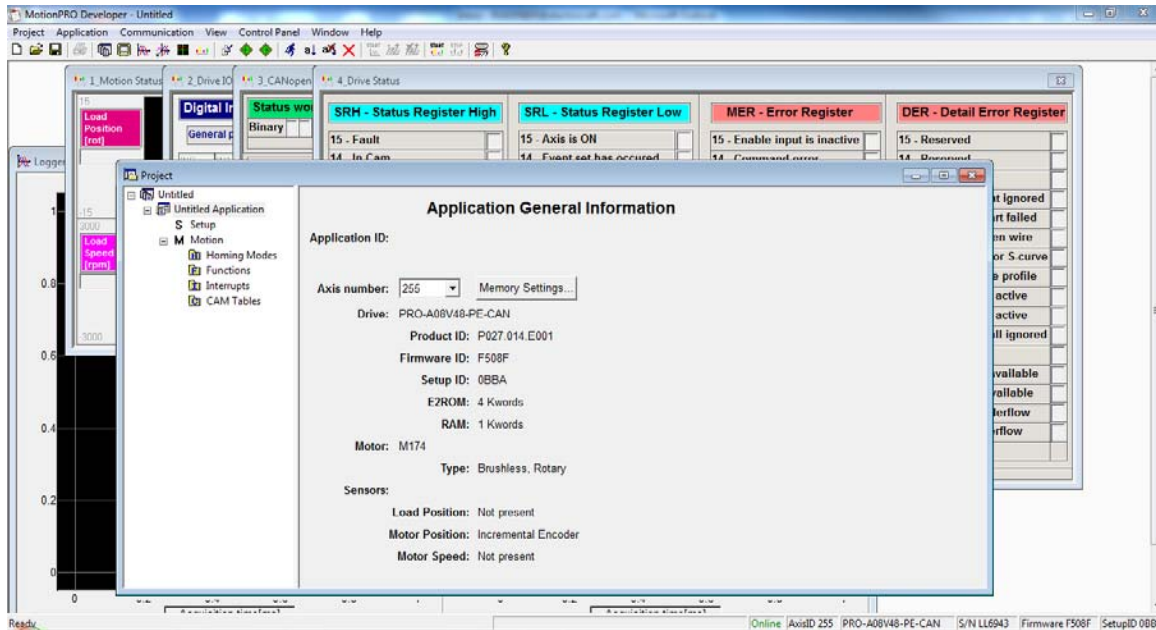 MotionPRO Developer - Untitled
Project Application Communication View Control Panel Window Help
1_Motion Status
2_Drive IO
3_CANopen
4_Drive Status
15
Load
Position
[rot]
-15
3000
Load
Speed
[rpm]
-3000
Digital In
General p
Status wo
Binary
SRH - Status Register High
SRL - Status Register Low
MER - Error Register
DER - Detail Error Register
15 - Fault
15 - Axis is ON
15 - Enable input is inactive
15 - Reserved
14 - In Cam
14 - Event set has occured
14 - Command error
14 - Reserved
t ignored
rt failed
en wire
or S-curve
e profile
active
active
ll ignored
vailable
vailable
lerflow
rflow
Logger
1
0.8
0.6
0.4
0.2
0
0
Project
Untitled
Untitled Application
S Setup
M Motion
Homing Modes
Functions
Interrupts
CAM Tables
Application General Information
Application ID:
Axis number: 255 Memory Settings...
Drive: PRO-A08V48-PE-CAN
Product ID: P027.014.E001
Firmware ID: F508F
Setup ID: 0BBA
E2ROM: 4 Kwords
RAM: 1 Kwords
Motor: M174
Type: Brushless, Rotary
Sensors:
Load Position: Not present
Motor Position: Incremental Encoder
Motor Speed: Not present
Ready
Online AxisID 255 PRO-A08V48-PE-CAN S/N LL6943 Firmware F508F SetupID 0BB